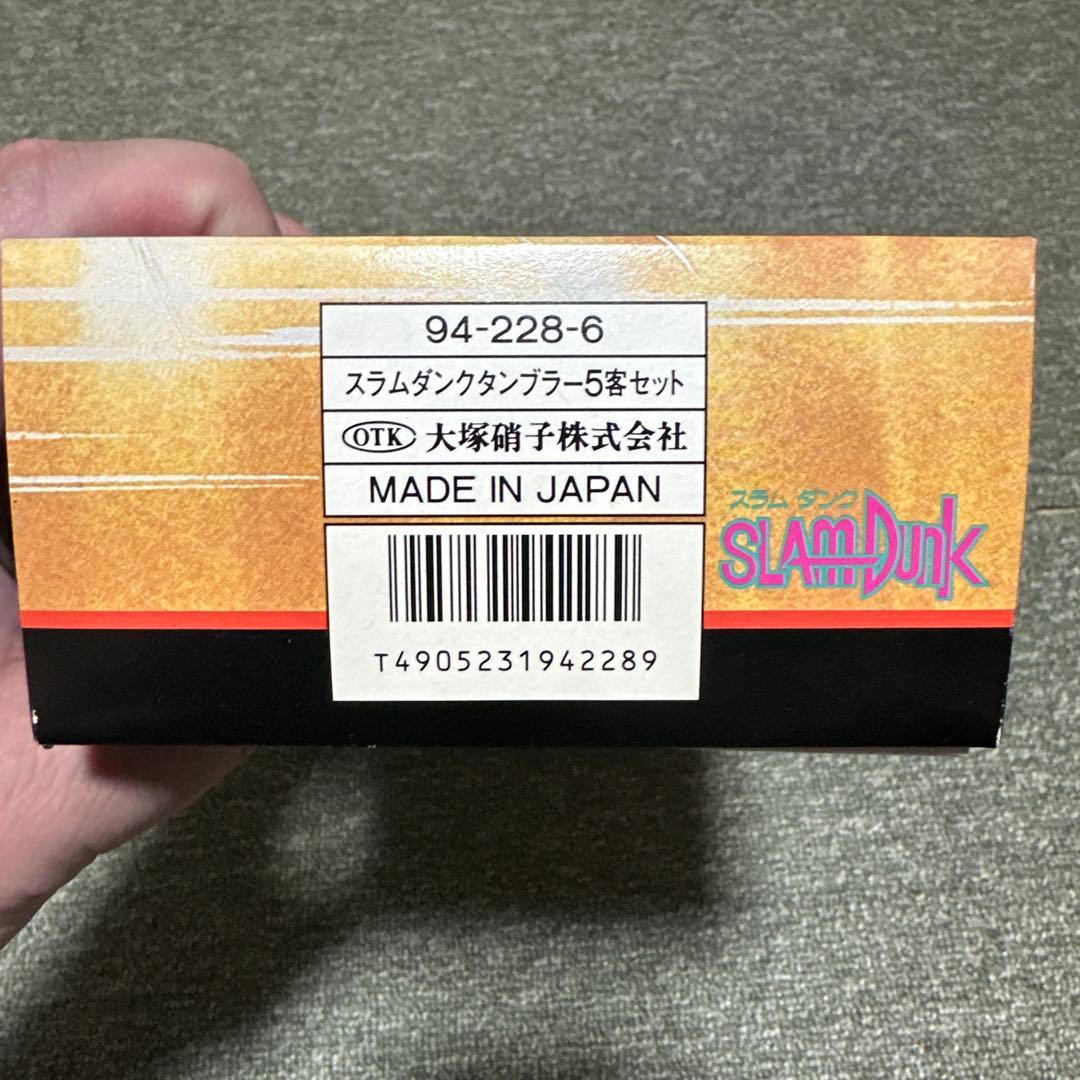 94-228-6
スラムダンクタンブラー5客セット
OTK 大塚硝子株式会社
MADE IN JAPAN
スラム ダンク
SLAM DUNK
T4905231942289